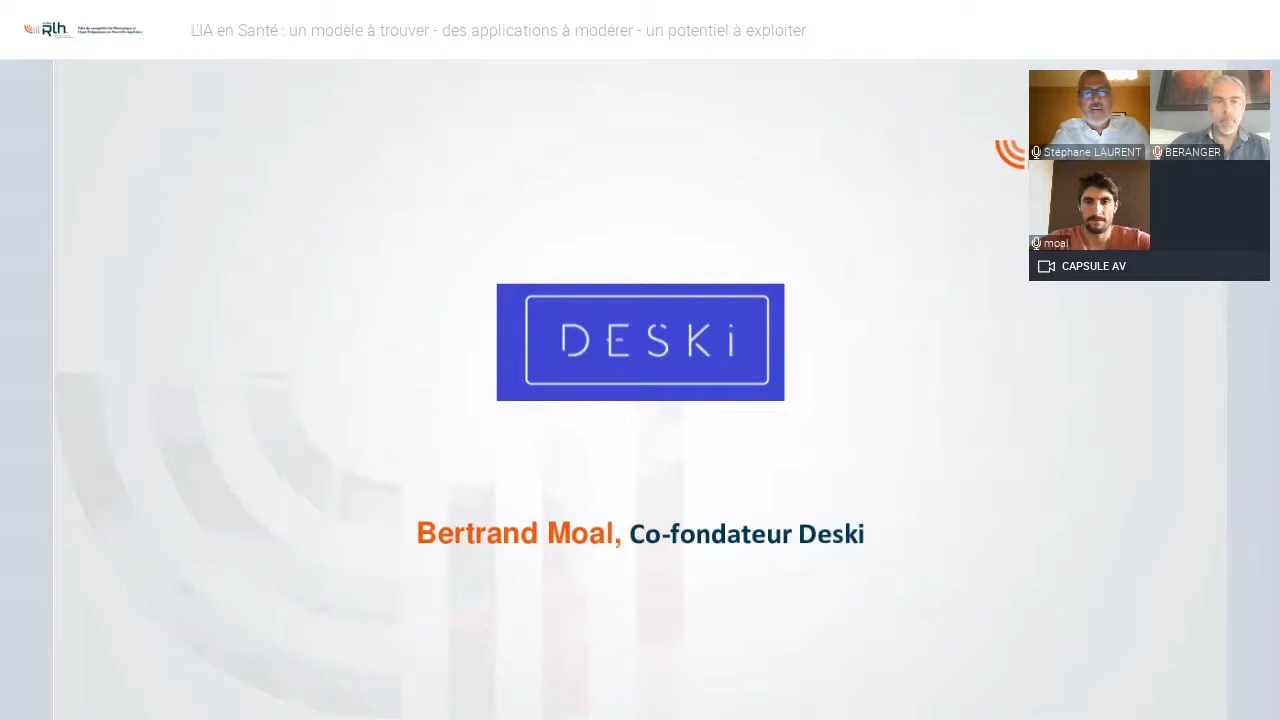 Rlh
L'IA en Santé : un modèle à trouver - des applications à modérer - un potentiel à exploiter
Stéphane LAURENT
BERANGER
moal
CAPSULE AV
DESKi
Bertrand Moal, Co-fondateur Deski